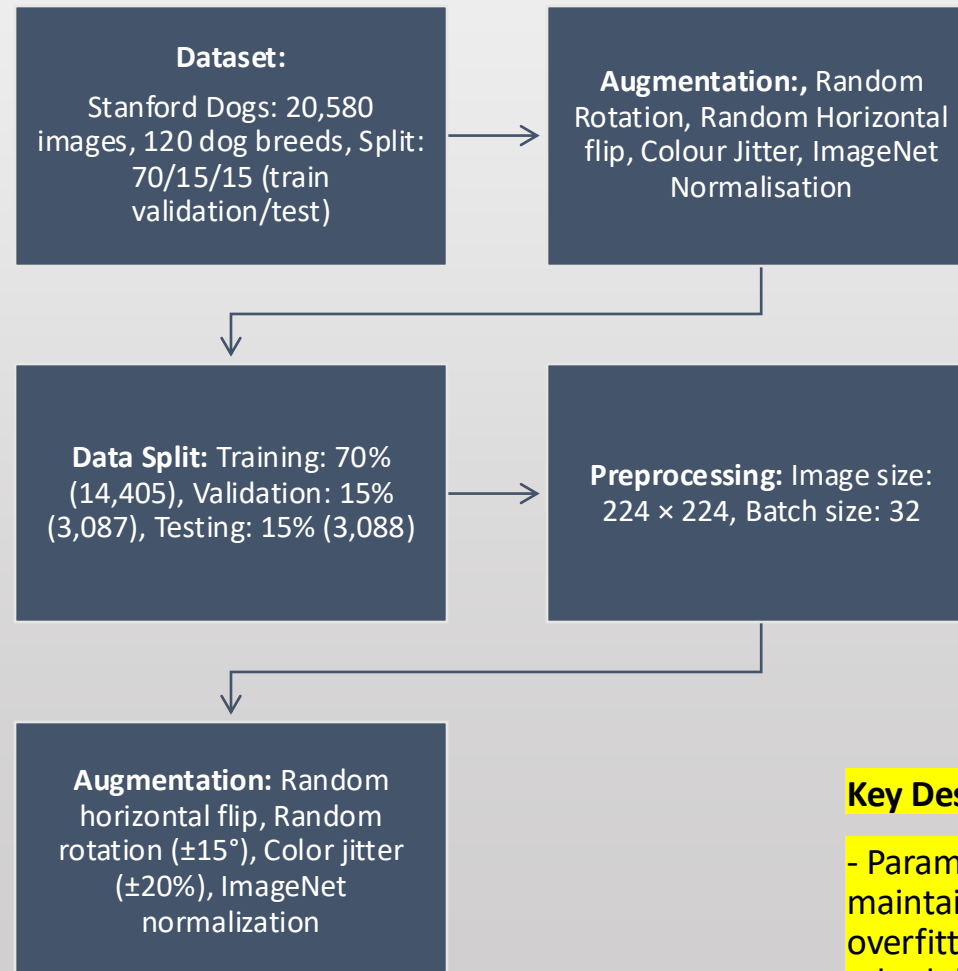 Dataset:
Stanford Dogs: 20,580
images, 120 dog breeds, Split:
70/15/15 (train
validation/test)
Augmentation:, Random
Rotation, Random Horizontal
flip, Colour Jitter, ImageNet
Normalisation
Data Split: Training: 70%
(14,405), Validation: 15%
(3,087), Testing: 15% (3,088)
Preprocessing: Image size:
224 × 224, Batch size: 32
Augmentation: Random
horizontal flip, Random
rotation (±15°), Color jitter
(±20%), ImageNet
normalization
Key Des
- Param
maintai
overfitt